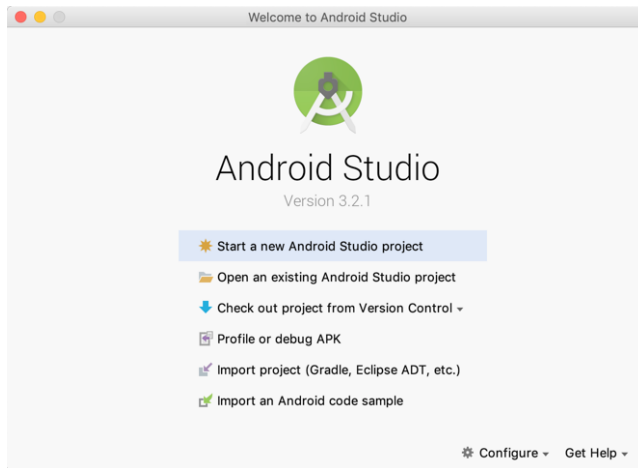 Welcome to Android Studio
Android Studio
Version 3.2.1
Start a new Android Studio project
Open an existing Android Studio project
Check out project from Version Control
Profile or debug APK
Import project (Gradle, Eclipse ADT, etc.)
Import an Android code sample
Configure Get Help